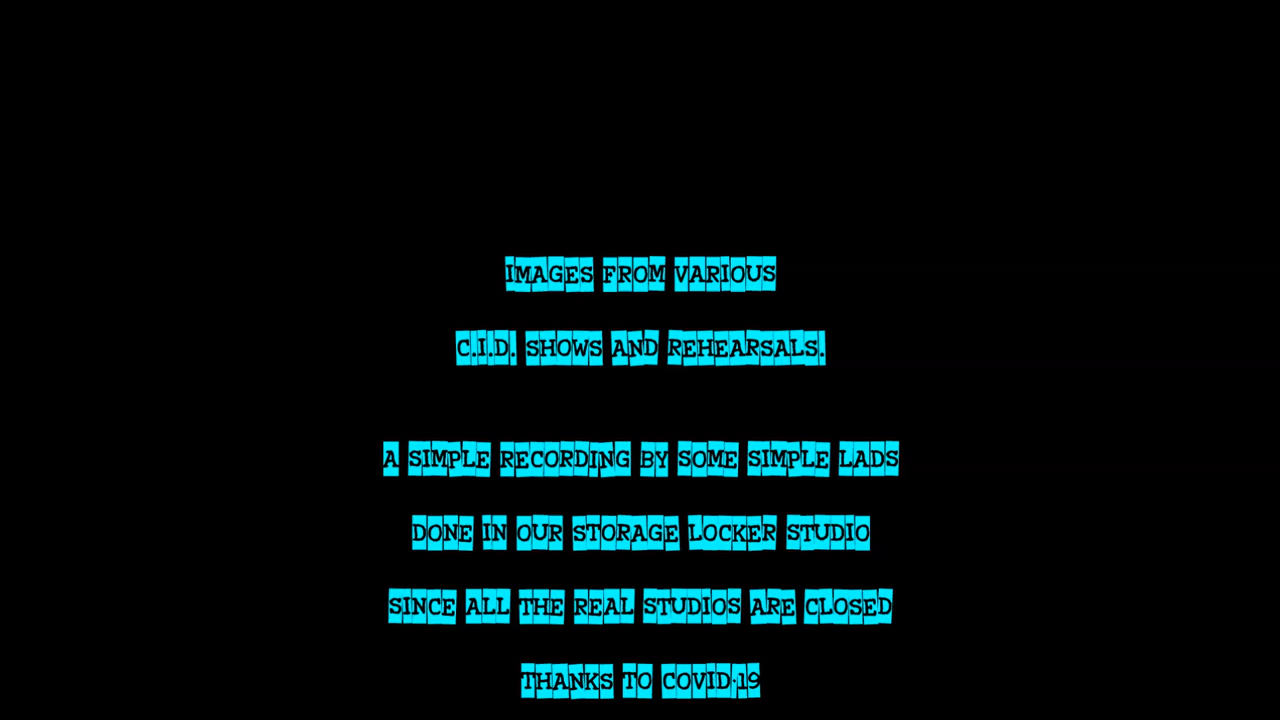 IMAGES FROM VARIOUS
C.I.D. SHOWS AND REHEARSALS.
A SIMPLE RECORDING BY SOME SIMPLE LADS
DONE IN OUR STORAGE LOCKER STUDIO
SINCE ALL THE REAL STUDIOS ARE CLOSED
THANKS TO COVID-19